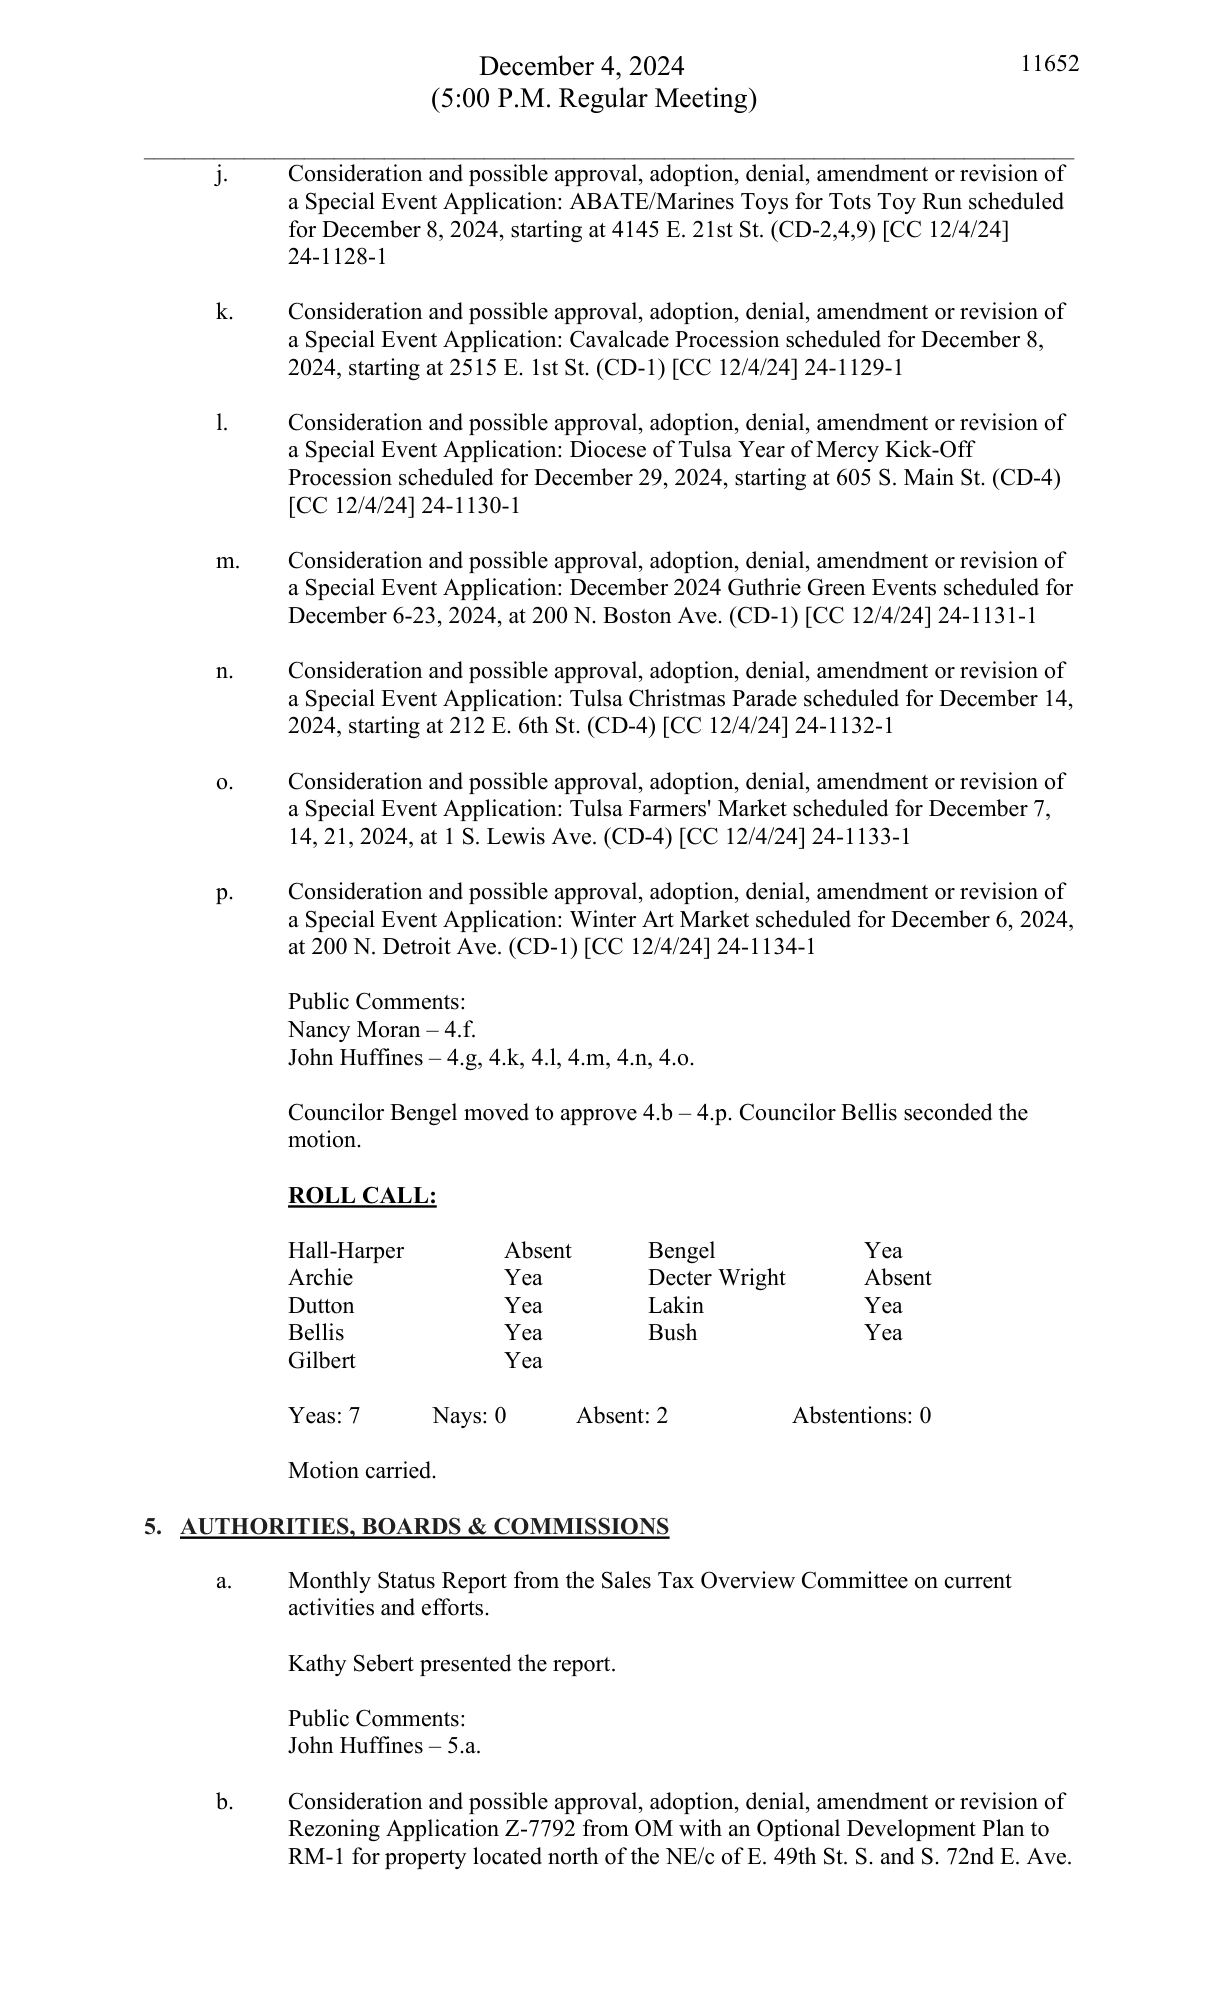 December 4, 2024
11652
(5:00 P.M. Regular Meeting)
j. Consideration and possible approval, adoption, denial, amendment or revision of
a Special Event Application: ABATE/Marines Toys for Tots Toy Run scheduled
for December 8, 2024, starting at 4145 E. 21st St. (CD-2,4,9) [CC 12/4/24]
24-1128-1
k. Consideration and possible approval, adoption, denial, amendment or revision of
a Special Event Application: Cavalcade Procession scheduled for December 8,
2024, starting at 2515 E. 1st St. (CD-1) [CC 12/4/24] 24-1129-1
l. Consideration and possible approval, adoption, denial, amendment or revision of
a Special Event Application: Diocese of Tulsa Year of Mercy Kick-Off
Procession scheduled for December 29, 2024, starting at 605 S. Main St. (CD-4)
[CC 12/4/24] 24-1130-1
m. Consideration and possible approval, adoption, denial, amendment or revision of
a Special Event Application: December 2024 Guthrie Green Events scheduled for
December 6-23, 2024, at 200 N. Boston Ave. (CD-1) [CC 12/4/24] 24-1131-1
n. Consideration and possible approval, adoption, denial, amendment or revision of
a Special Event Application: Tulsa Christmas Parade scheduled for December 14,
2024, starting at 212 E. 6th St. (CD-4) [CC 12/4/24] 24-1132-1
o. Consideration and possible approval, adoption, denial, amendment or revision of
a Special Event Application: Tulsa Farmers' Market scheduled for December 7,
14, 21, 2024, at 1 S. Lewis Ave. (CD-4) [CC 12/4/24] 24-1133-1
p. Consideration and possible approval, adoption, denial, amendment or revision of
a Special Event Application: Winter Art Market scheduled for December 6, 2024,
at 200 N. Detroit Ave. (CD-1) [CC 12/4/24] 24-1134-1
Public Comments:
Nancy Moran – 4.f.
John Huffines – 4.g, 4.k, 4.l, 4.m, 4.n, 4.o.
Councilor Bengel moved to approve 4.b – 4.p. Councilor Bellis seconded the
motion.
ROLL CALL:
Hall-Harper Absent Bengel Yea
Archie Yea Decter Wright Absent
Dutton Yea Lakin Yea
Bellis Yea Bush Yea
Gilbert Yea
Yeas: 7 Nays: 0 Absent: 2 Abstentions: 0
Motion carried.
5. AUTHORITIES, BOARDS & COMMISSIONS
a. Monthly Status Report from the Sales Tax Overview Committee on current
activities and efforts.
Kathy Sebert presented the report.
Public Comments:
John Huffines – 5.a.
b. Consideration and possible approval, adoption, denial, amendment or revision of
Rezoning Application Z-7792 from OM with an Optional Development Plan to
RM-1 for property located north of the NE/c of E. 49th St. S. and S. 72nd E. Ave.